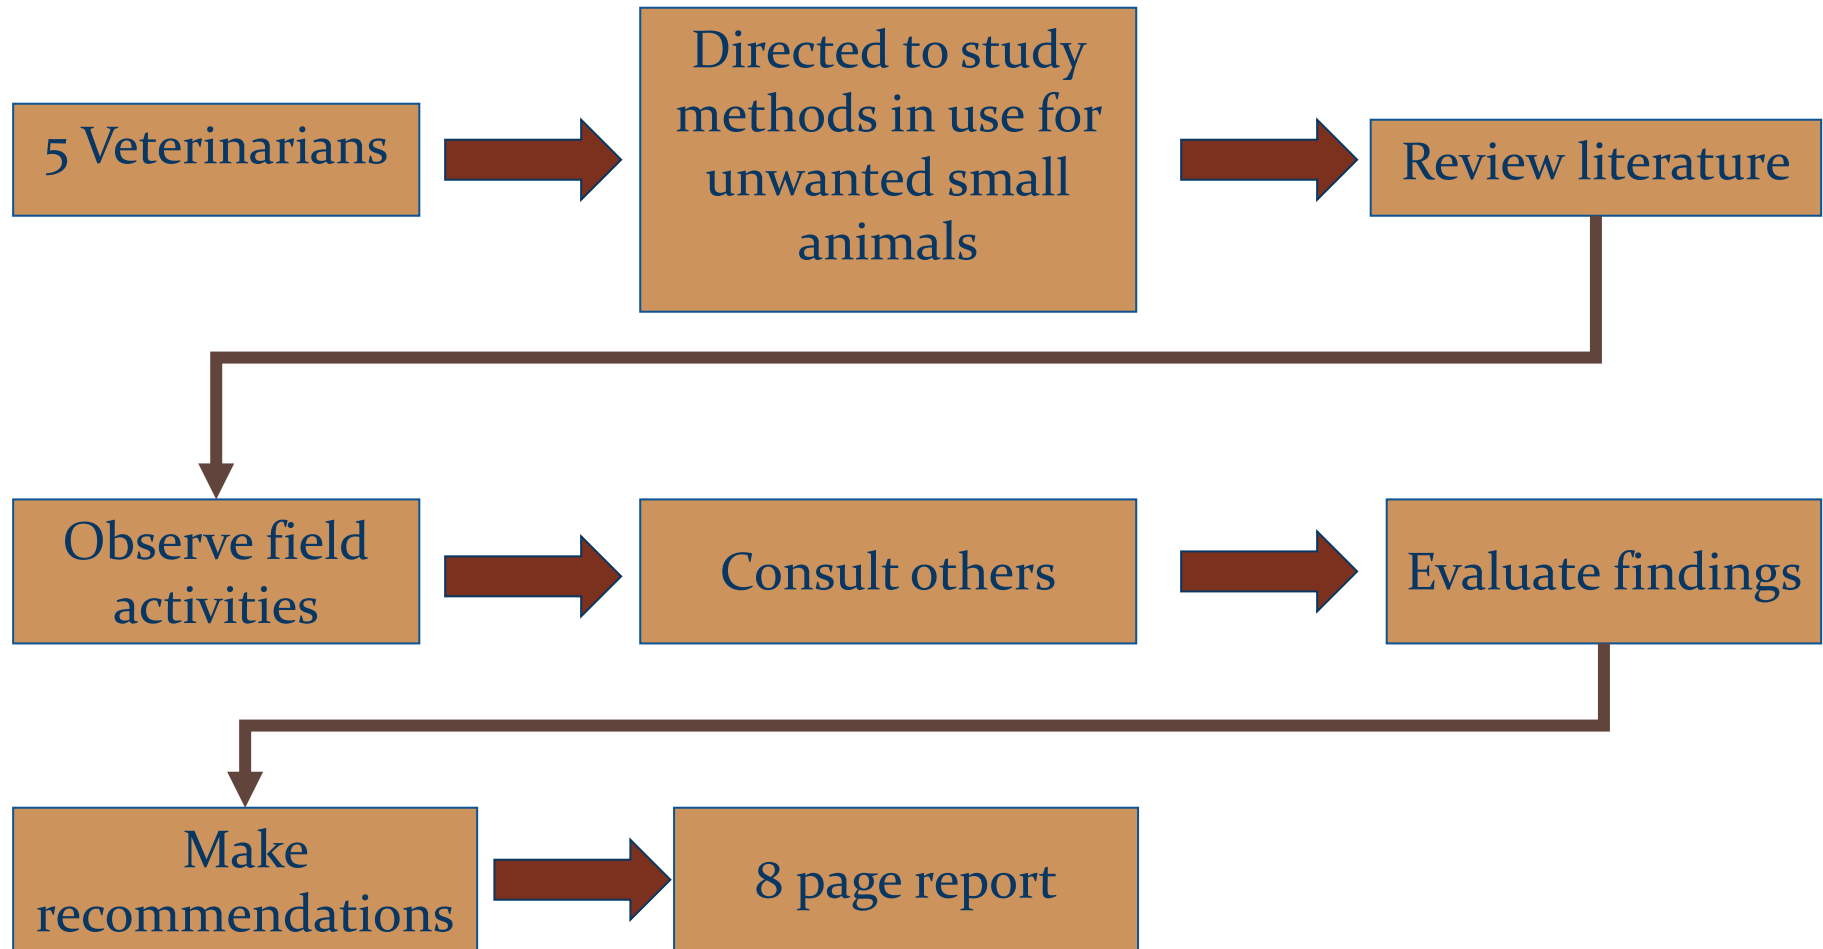 5 Veterinarians
Directed to study
methods in use for
unwanted small
animals
Review literature
Observe field
activities
Consult others
Evaluate findings
Make
recommendations
8 page report